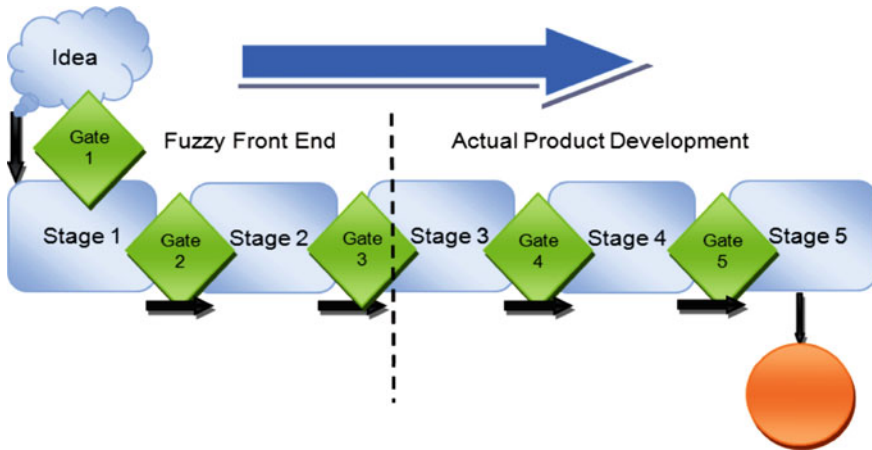 Idea
Gate
1
Fuzzy Front End
Actual Product Development
Stage 1
Gate
2
Stage 2
Gate
3
Stage 3
Gate
4
Stage 4
Gate
5
Stage 5